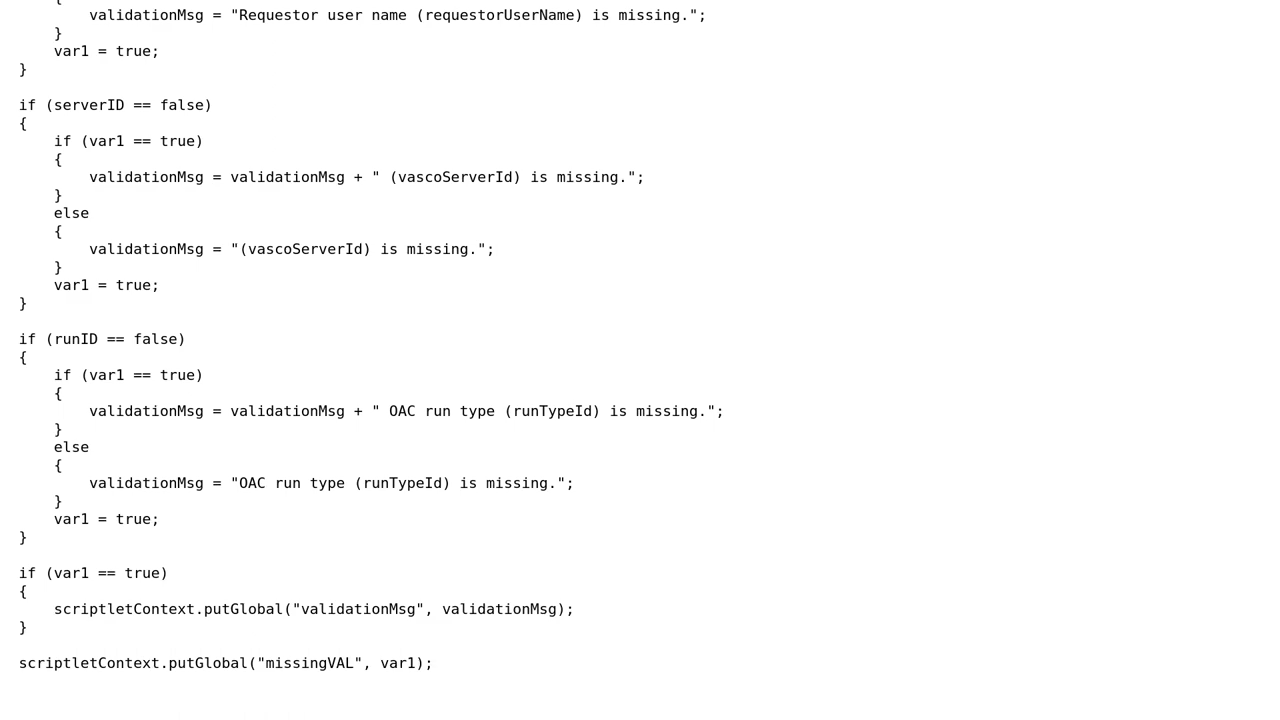 {
        validationMsg = "Requestor user name (requestorUserName) is missing.";
    }
    var1 = true;
}

if (serverID == false)
{
    if (var1 == true)
    {
        validationMsg = validationMsg + " (vascoServerId) is missing.";
    }
    else
    {
        validationMsg = "(vascoServerId) is missing.";
    }
    var1 = true;
}

if (runID == false)
{
    if (var1 == true)
    {
        validationMsg = validationMsg + " OAC run type (runTypeId) is missing.";
    }
    else
    {
        validationMsg = "OAC run type (runTypeId) is missing.";
    }
    var1 = true;
}

if (var1 == true)
{
    scriptletContext.putGlobal("validationMsg", validationMsg);
}

scriptletContext.putGlobal("missingVAL", var1);